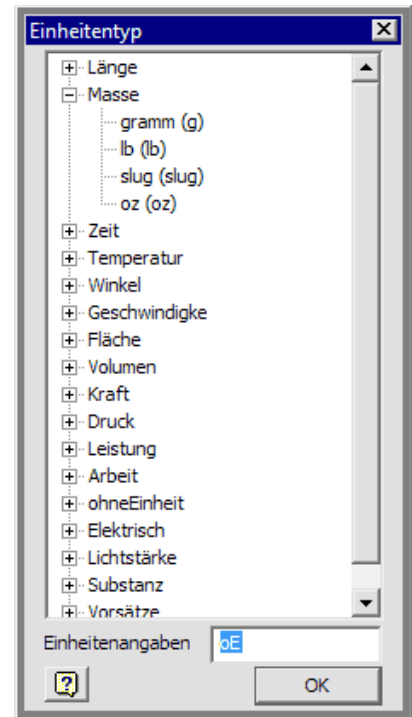 Einheitentyp
Länge
Masse
gramm (g)
lb (lb)
slug (slug)
oz (oz)
Zeit
Temperatur
Winkel
Geschwindigke
Fläche
Volumen
Kraft
Druck
Leistung
Arbeit
ohneEinheit
Elektrisch
Lichtstärke
Substanz
Vorsätze
Einheitenangaben oE
OK